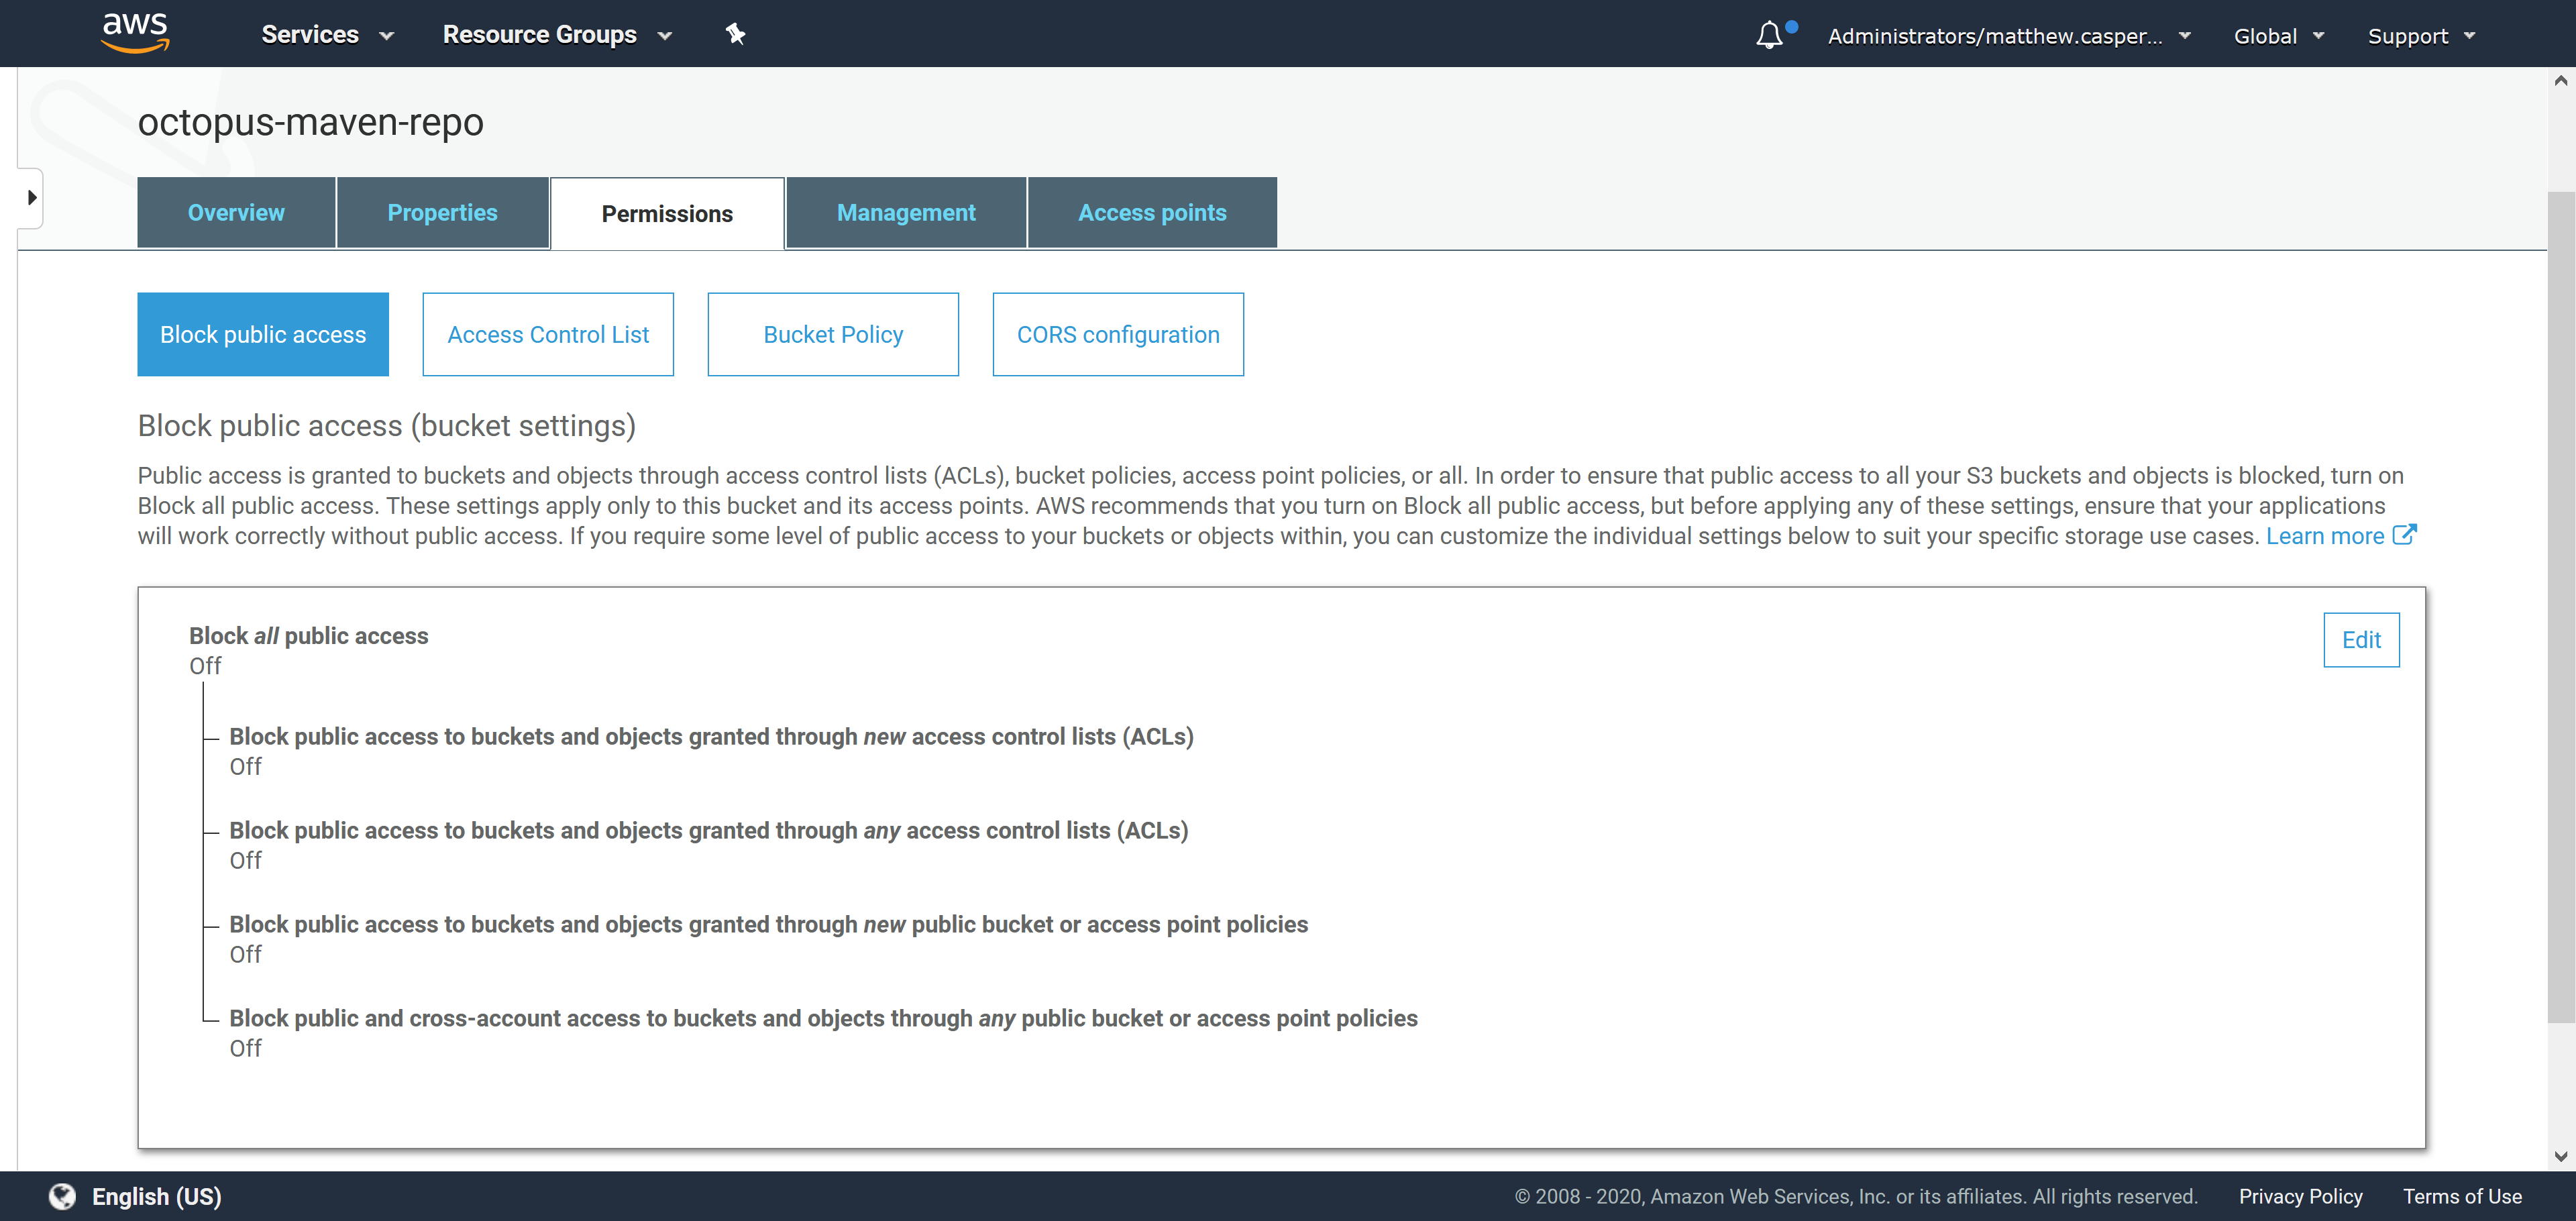 aws Services Resource Groups Administrators/matthew.casper... Global Support
octopus-maven-repo
Overview Properties Permissions Management Access points
Block public access Access Control List Bucket Policy CORS configuration
Block public access (bucket settings)
Public access is granted to buckets and objects through access control lists (ACLs), bucket policies, access point policies, or all. In order to ensure that public access to all your S3 buckets and objects is blocked, turn on
Block all public access. These settings apply only to this bucket and its access points. AWS recommends that you turn on Block all public access, but before applying any of these settings, ensure that your applications
will work correctly without public access. If you require some level of public access to your buckets or objects within, you can customize the individual settings below to suit your specific storage use cases. Learn more
Block all public access
Edit
Off
Block public access to buckets and objects granted through new access control lists (ACLs)
Off
Block public access to buckets and objects granted through any access control lists (ACLs)
Off
Block public access to buckets and objects granted through new public bucket or access point policies
Off
Block public and cross-account access to buckets and objects through any public bucket or access point policies
Off
English (US) © 2008 - 2020, Amazon Web Services, Inc. or its affiliates. All rights reserved. Privacy Policy Terms of Use